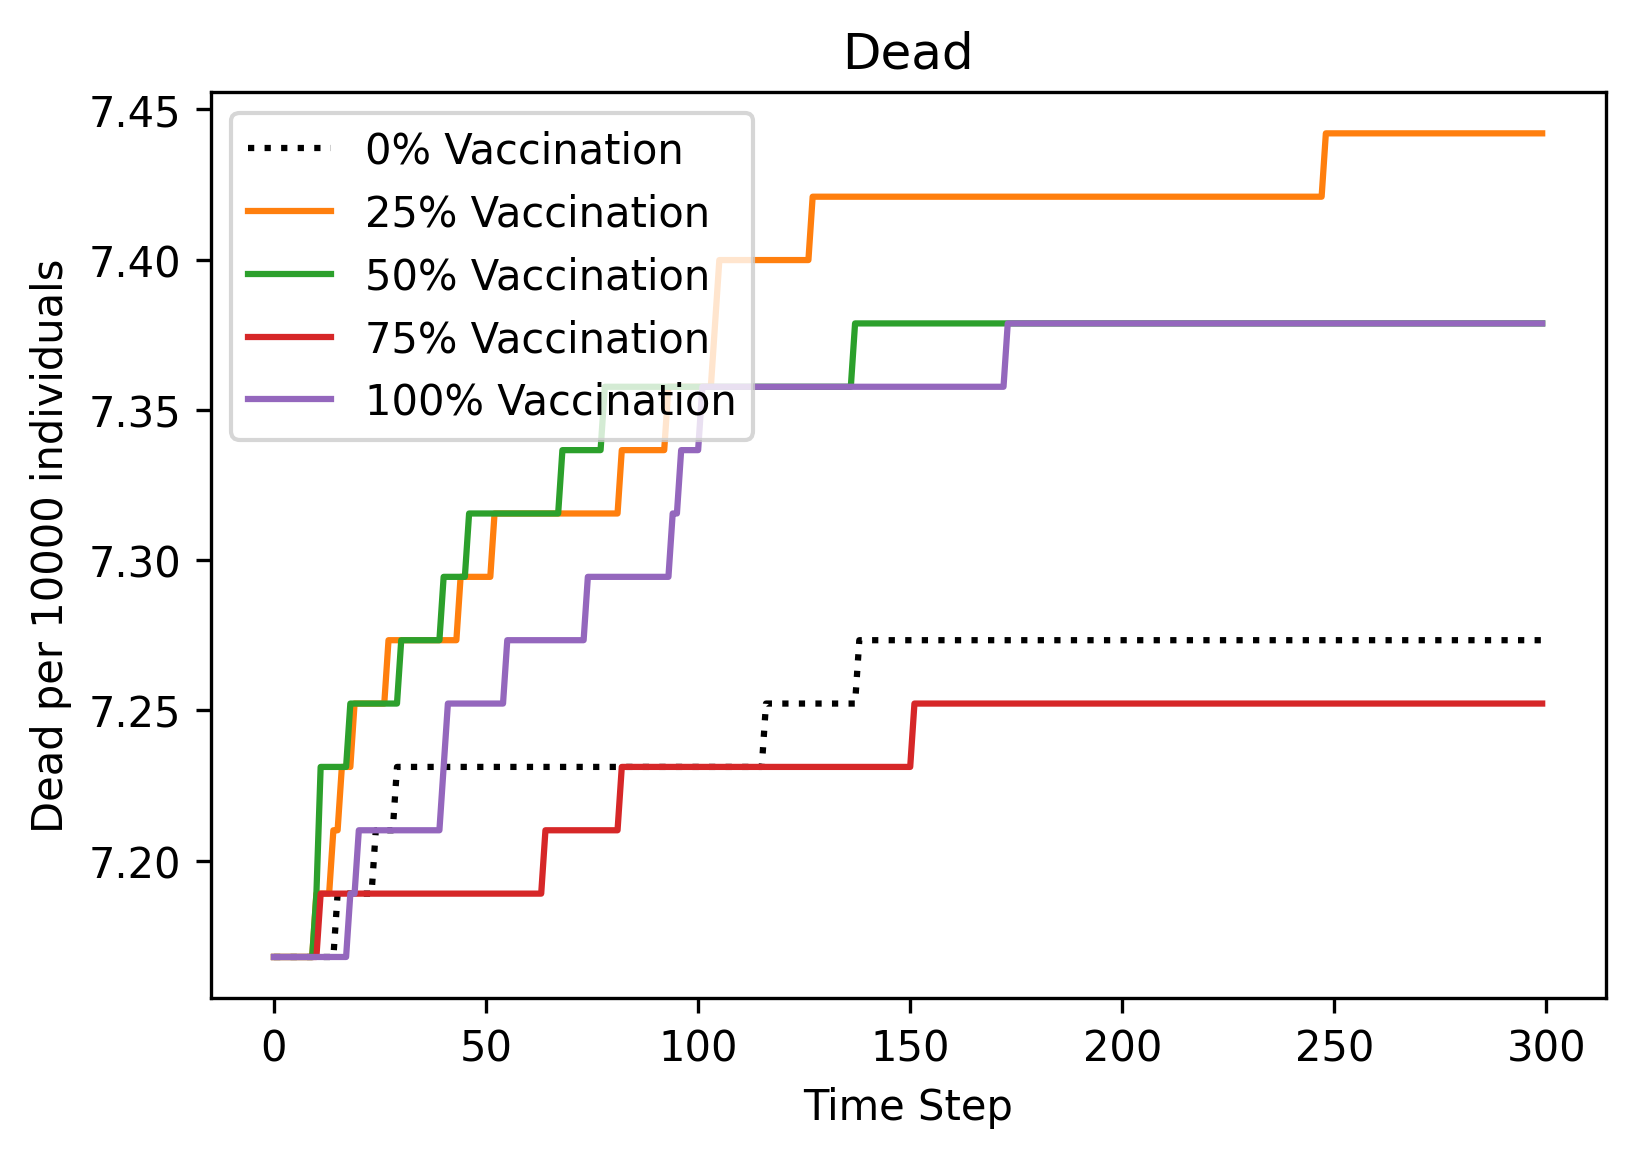 Dead
7.45
7.40
7.35
7.30
7.25
7.20
Dead per 10000 individuals
0% Vaccination
25% Vaccination
50% Vaccination
75% Vaccination
100% Vaccination
0 50 100 150 200 250 300
Time Step